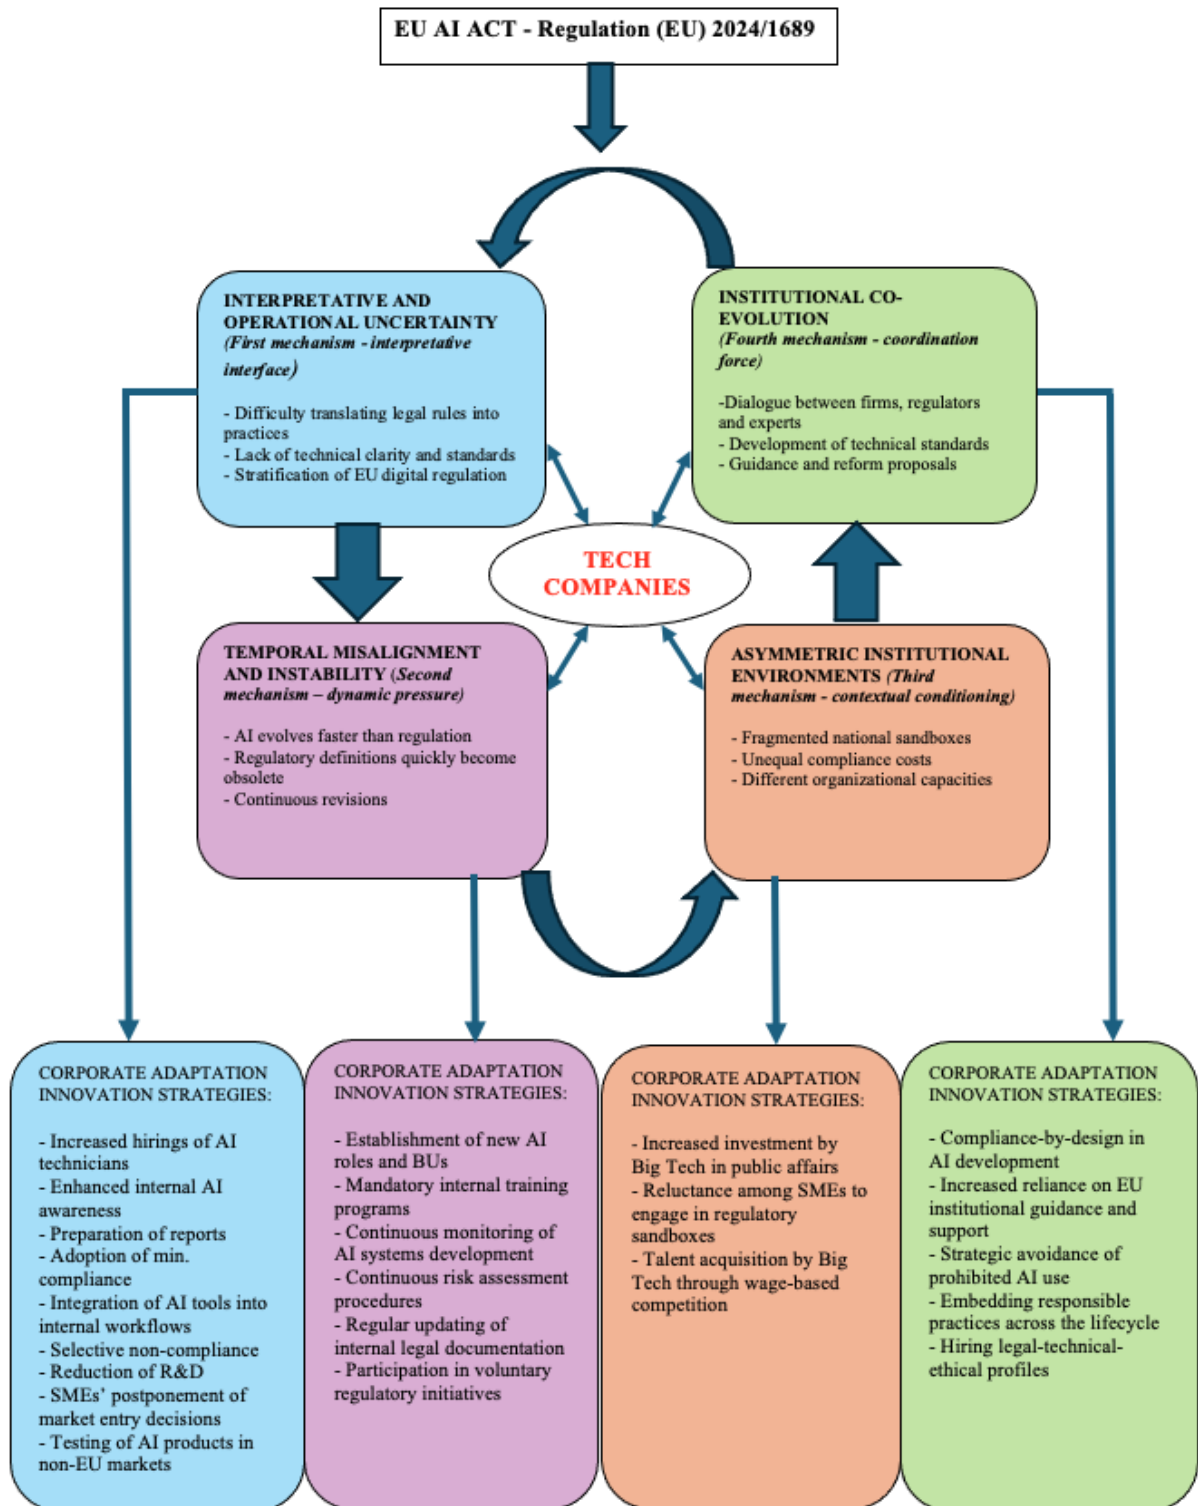 EU AI ACT - Regulation (EU) 2024/1689
INTERPRETATIVE AND
OPERATIONAL UNCERTAINTY
(First mechanism - interpretative
interface)
- Difficulty translating legal rules into
practices
- Lack of technical clarity and standards
- Stratification of EU digital regulation
INSTITUTIONAL CO-
EVOLUTION
(Fourth mechanism - coordination
force)
-Dialogue between firms, regulators
and experts
- Development of technical standards
- Guidance and reform proposals
TECH
COMPANIES
TEMPORAL MISALIGNMENT
AND INSTABILITY (Second
mechanism – dynamic pressure)
- AI evolves faster than regulation
- Regulatory definitions quickly become
obsolete
- Continuous revisions
ASYMMETRIC INSTITUTIONAL
ENVIRONMENTS (Third
mechanism - contextual conditioning)
- Fragmented national sandboxes
- Unequal compliance costs
- Different organizational capacities
CORPORATE ADAPTATION
INNOVATION STRATEGIES:
- Increased hirings of AI
technicians
- Enhanced internal AI
awareness
- Preparation of reports
- Adoption of min.
compliance
- Integration of AI tools into
internal workflows
- Selective non-compliance
- Reduction of R&D
- SMEs' postponement of
market entry decisions
- Testing of AI products in
non-EU markets
CORPORATE ADAPTATION
INNOVATION STRATEGIES:
- Establishment of new AI
roles and BUs
- Mandatory internal training
programs
- Continuous monitoring of
AI systems development
- Continuous risk assessment
procedures
- Regular updating of
internal legal documentation
- Participation in voluntary
regulatory initiatives
CORPORATE ADAPTATION
INNOVATION STRATEGIES:
- Increased investment by
Big Tech in public affairs
- Reluctance among SMEs to
engage in regulatory
sandboxes
- Talent acquisition by Big
Tech through wage-based
competition
CORPORATE ADAPTATION
INNOVATION STRATEGIES:
- Compliance-by-design in
AI development
- Increased reliance on EU
institutional guidance and
support
- Strategic avoidance of
prohibited AI use
- Embedding responsible
practices across the lifecycle
- Hiring legal-technical-
ethical profiles